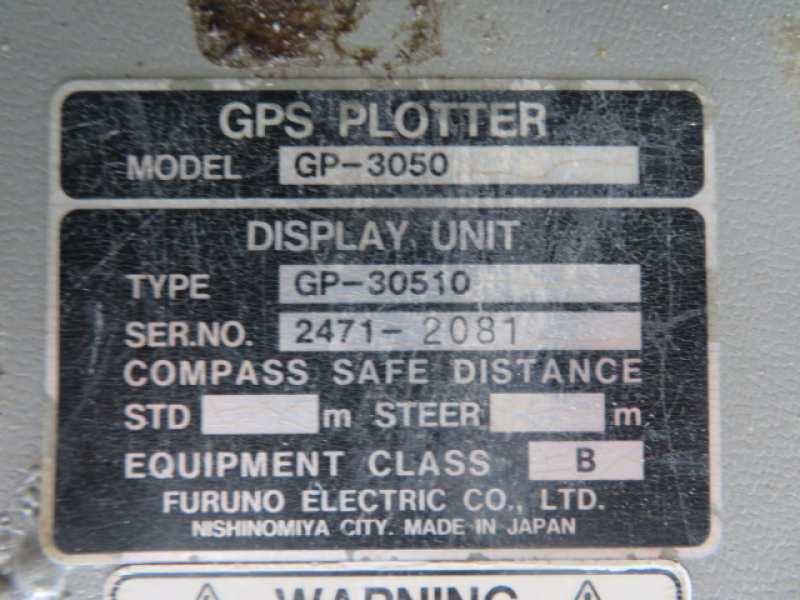 GPS PLOTTER
MODEL GP-3050
DISPLAY UNIT
TYPE GP-30510
SER.NO. 2471-2081
COMPASS SAFE DISTANCE
STD m STEER m
EQUIPMENT CLASS B
FURUNO ELECTRIC CO., LTD.
NISHINOMIYA CITY. MADE IN JAPAN
WARNING